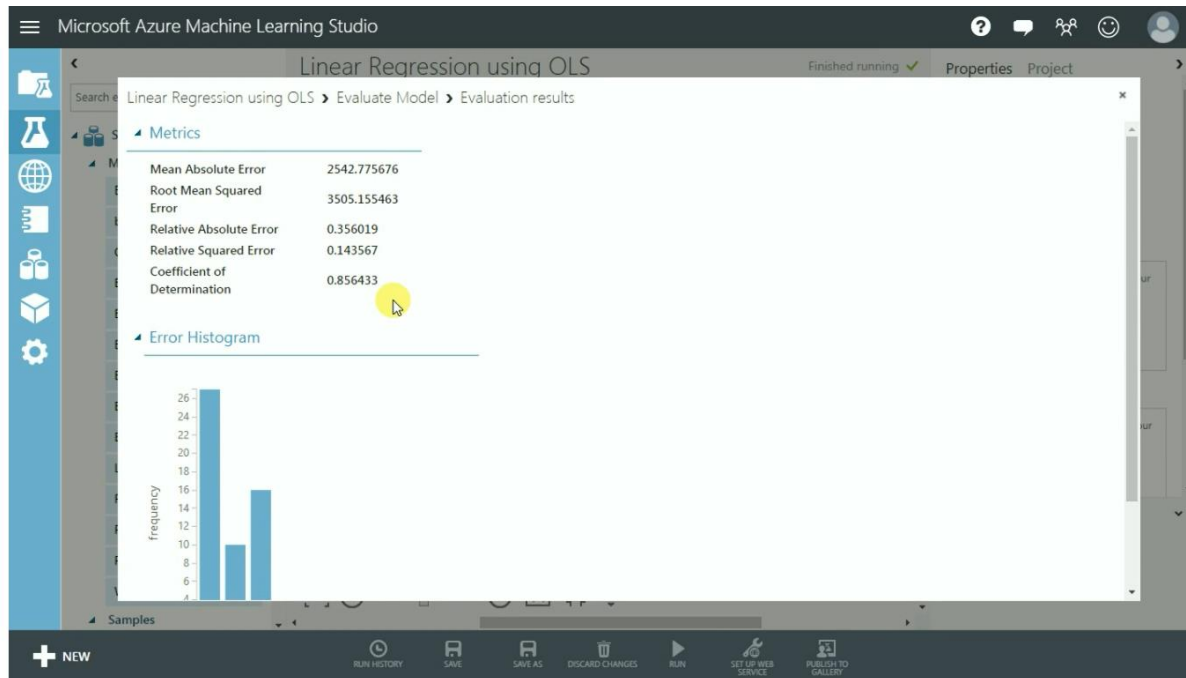 Microsoft Azure Machine Learning Studio
Linear Regression using OLS
Finished running
Properties Project
Search e
Linear Regression using OLS > Evaluate Model > Evaluation results
Metrics
Mean Absolute Error 2542.775676
Root Mean Squared
Error
3505.155463
Relative Absolute Error 0.356019
Relative Squared Error 0.143567
Coefficient of
Determination
0.856433
Error Histogram
26
24
22
20
18
16
14
12
10
8
6
4
frequency
Samples
NEW
RUN HISTORY
SAVE
SAVE AS
DISCARD CHANGES
RUN
SET UP WEB
SERVICE
PUBLISH TO
GALLERY